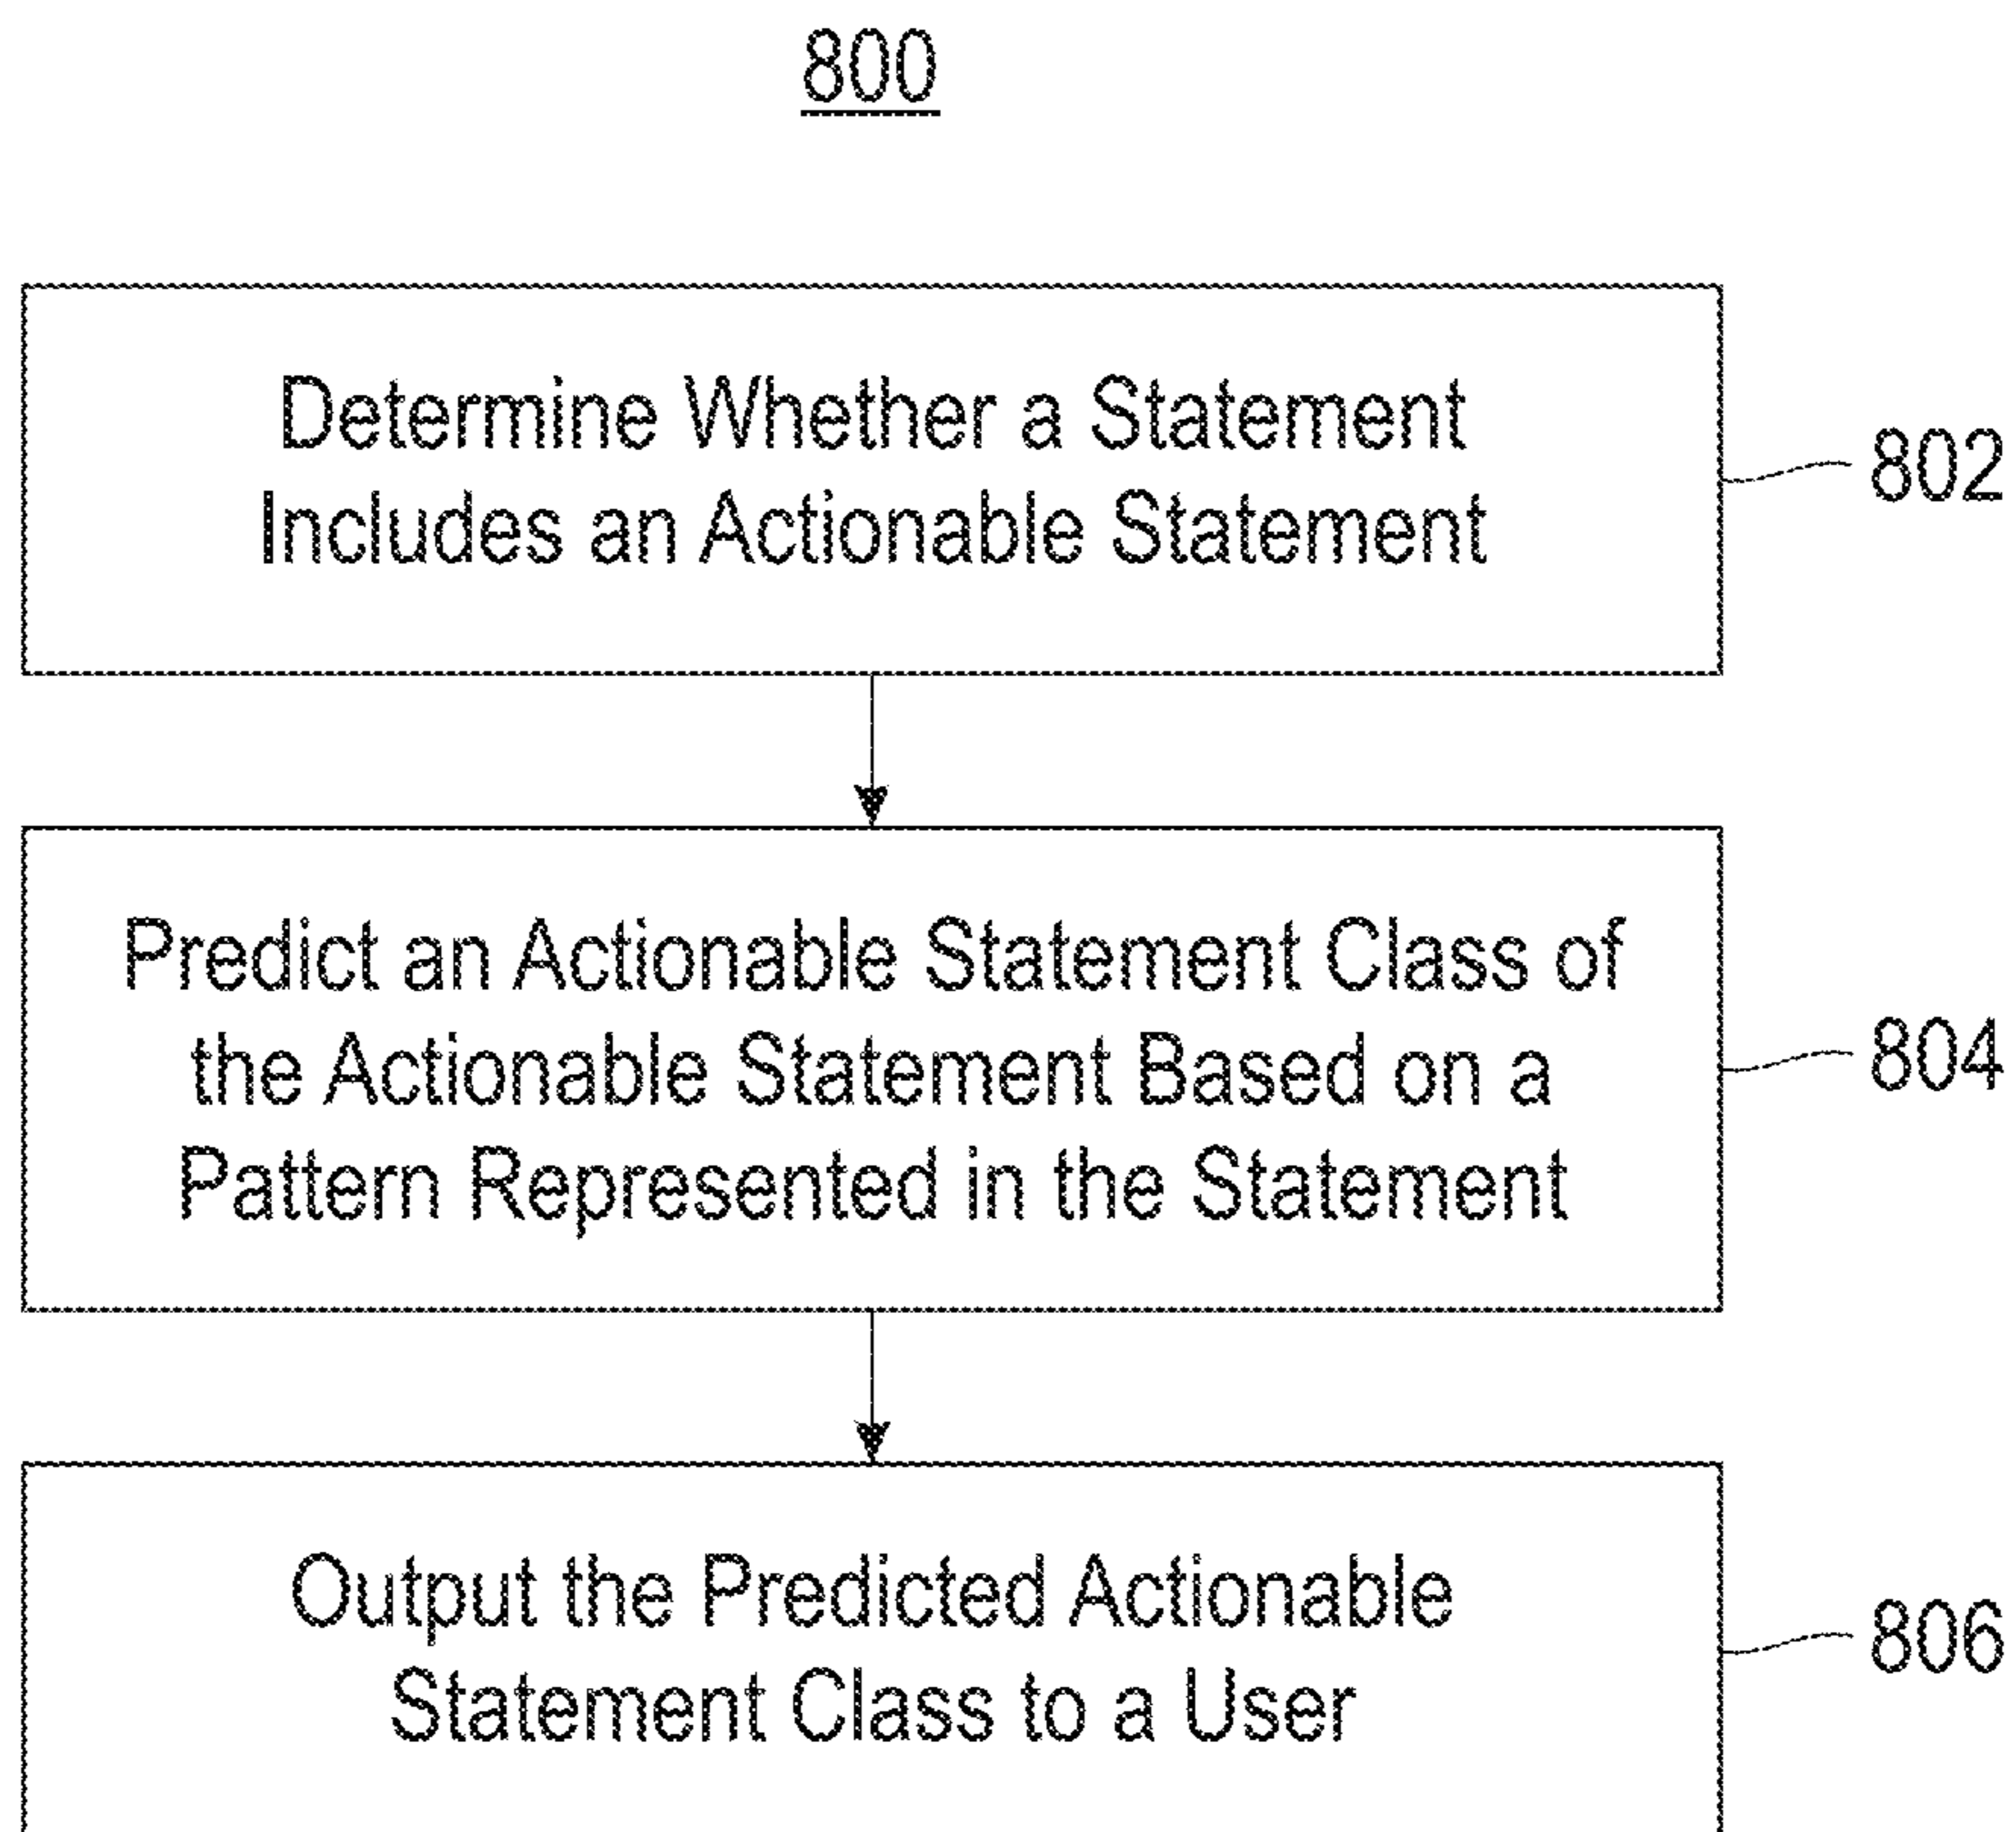 800
Determine Whether a Statement
Includes an Actionable Statement
802
Predict an Actionable Statement Class of
the Actionable Statement Based on a
Pattern Represented in the Statement
804
Output the Predicted Actionable
Statement Class to a User
806